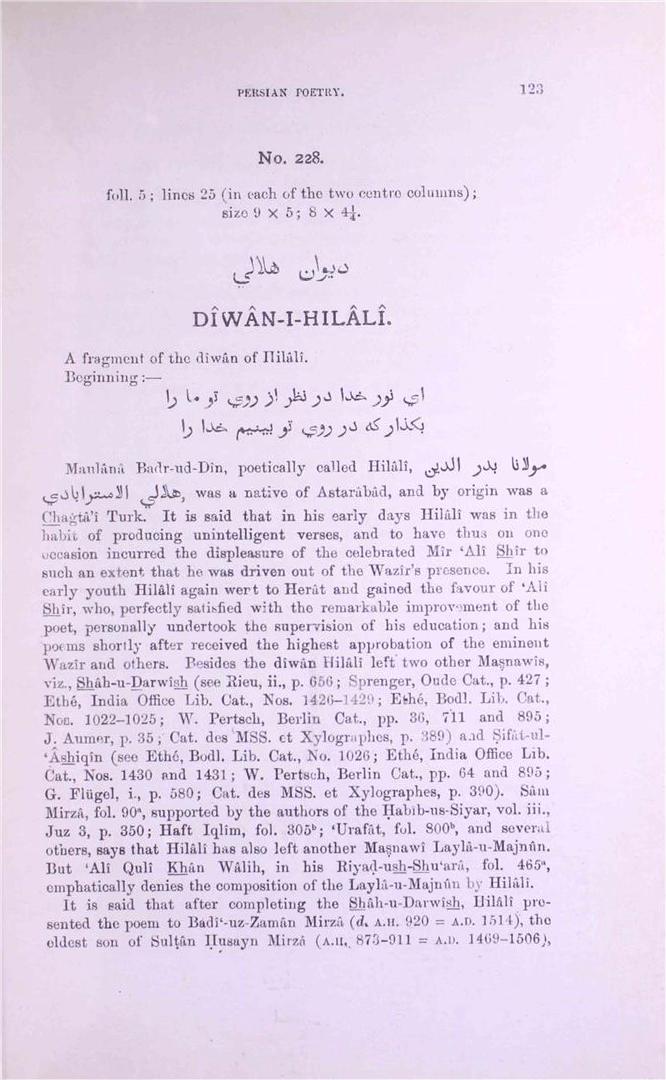 PERSIAN POETRY. 123
No. 228.
foll. 5; lines 25 (in each of the two centre columns);
size 9 × 5; 8 × 4¼.
ديوان هلالي
DÎWÂN-I-HILÂLÎ.
A fragment of the dîwân of Hilâlî.
Beginning:—
اي نور خدا در نظر از روي تو ما را
بكذار كه در روي تو بينيم خدا را
Maulânâ Badr-ud-Dîn, poetically called Hilâlî, مولانا بدر الدين
هلالي الاسترابادي, was a native of Astarâbâd, and by origin was a
Chaġtâ'î Turk. It is said that in his early days Hilâlî was in the
habit of producing unintelligent verses, and to have thus on one
occasion incurred the displeasure of the celebrated Mîr ‘Alî Shîr to
such an extent that he was driven out of the Wazîr's presence. In his
early youth Hilâlî again wert to Herât and gained the favour of ‘Alî
Shîr, who, perfectly satisfied with the remarkable improvement of the
poet, personally undertook the supervision of his education; and his
poems shortly after received the highest approbation of the eminent
Wazîr and others. Besides the dîwân Hilâlî left two other Maṣnawîs,
viz., Shâh-u-Darwîsh (see Rieu, ii., p. 656; Sprenger, Oude Cat., p. 427;
Ethé, India Office Lib. Cat., Nos. 1426–1429; Ethé, Bodl. Lib. Cat.,
Nos. 1022–1025; W. Pertsch, Berlin Cat., pp. 36, 711 and 895;
J. Aumer, p. 35; Cat. des MSS. et Xylographes, p. 389) and Ṣifât-ul-
‘Âshiqîn (see Ethé, Bodl. Lib. Cat., No. 1026; Ethé, India Office Lib.
Cat., Nos. 1430 and 1431; W. Pertsch, Berlin Cat., pp. 64 and 895;
G. Flügel, i., p. 580; Cat. des MSS. et Xylographes, p. 390). Sâm
Mirzâ, fol. 90ᵃ, supported by the authors of the Ḥabîb-us-Siyar, vol. iii.,
Juz 3, p. 350; Haft Iqlîm, fol. 305ᵇ; ‘Urafât, fol. 800ᵇ, and several
others, says that Hilâlî has also left another Maṣnawî Laylâ-u-Majnûn.
But ‘Alî Qulî Khân Wâlih, in his Riyaḍ-ush-Shu‘arâ, fol. 465ᵃ,
emphatically denies the composition of the Laylâ-u-Majnûn by Hilâlî.
It is said that after completing the Shâh-u-Darwîsh, Hilâlî pre-
sented the poem to Badî‘-uz-Zamân Mirzâ (d. A.H. 920 = A.D. 1514), the
eldest son of Sulṭân Ḥusayn Mirzâ (A.H. 873–911 = A.D. 1469–1506),